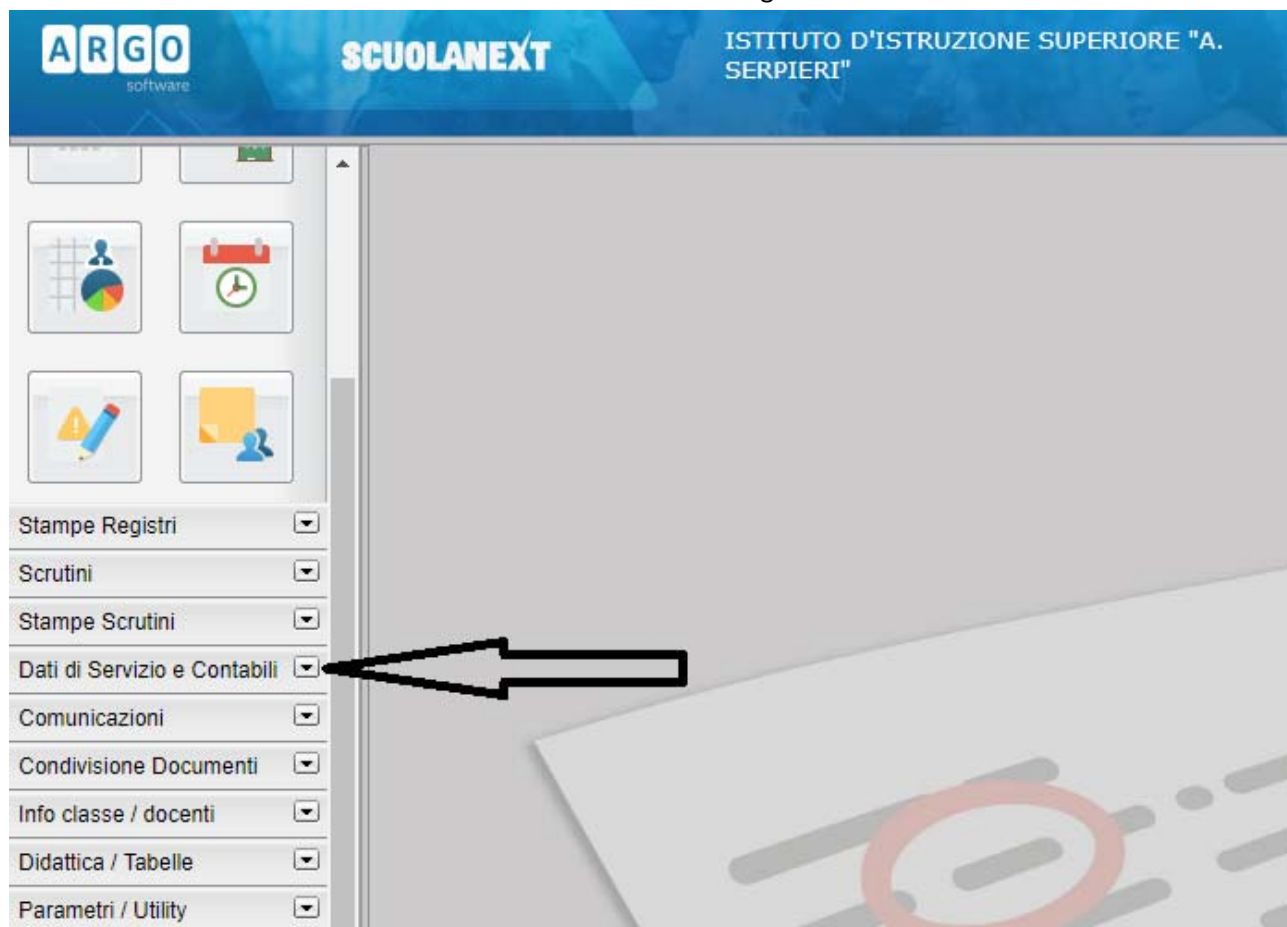 ARGO
software
SCUOLANEXT
ISTITUTO D'ISTRUZIONE SUPERIORE "A.
SERPIERI"
Stampe Registri
Scrutini
Stampe Scrutini
Dati di Servizio e Contabili
Comunicazioni
Condivisione Documenti
Info classe / docenti
Didattica / Tabelle
Parametri / Utility